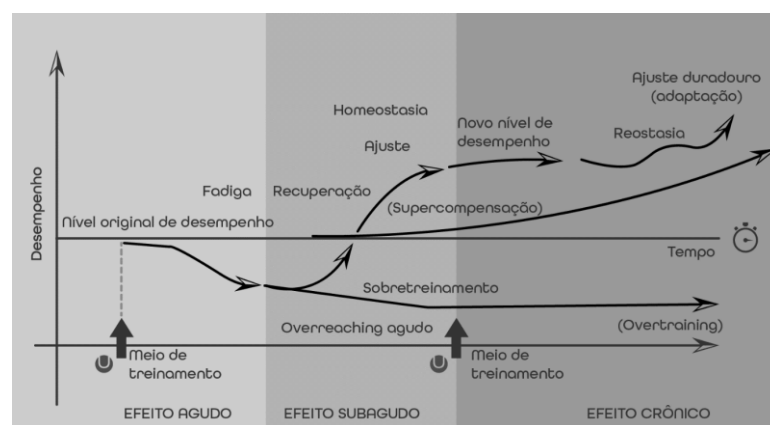 Ajuste duradouro
(adaptação)
Homeostasia
Novo nível de
desempenho
Reostasia
Ajuste
Fadiga
Recuperação
(Supercompensação)
Nível original de desempenho
Desempenho
Tempo
Sobretreinamento
Overreaching agudo
(Overtraining)
Meio de
treinamento
Meio de
treinamento
EFEITO AGUDO
EFEITO SUBAGUDO
EFEITO CRÔNICO